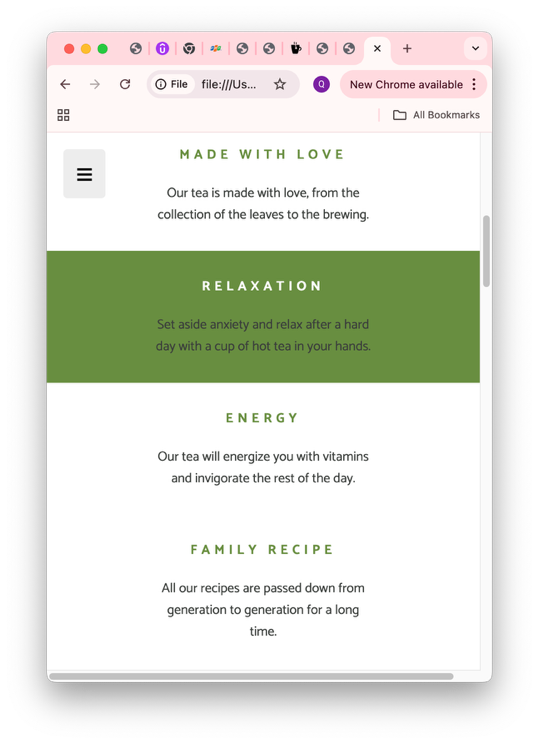 File
file:///Us...
New Chrome available
All Bookmarks
MADE WITH LOVE
Our tea is made with love, from the
collection of the leaves to the brewing.
RELAXATION
Set aside anxiety and relax after a hard
day with a cup of hot tea in your hands.
ENERGY
Our tea will energize you with vitamins
and invigorate the rest of the day.
FAMILY RECIPE
All our recipes are passed down from
generation to generation for a long
time.